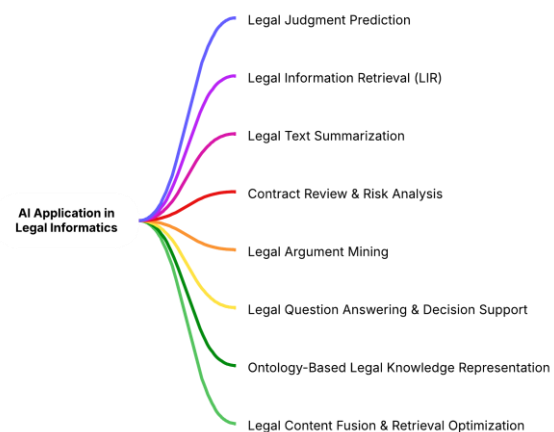 Legal Judgment Prediction
Legal Information Retrieval (LIR)
Legal Text Summarization
Contract Review & Risk Analysis
AI Application in
Legal Informatics
Legal Argument Mining
Legal Question Answering & Decision Support
Ontology-Based Legal Knowledge Representation
Legal Content Fusion & Retrieval Optimization